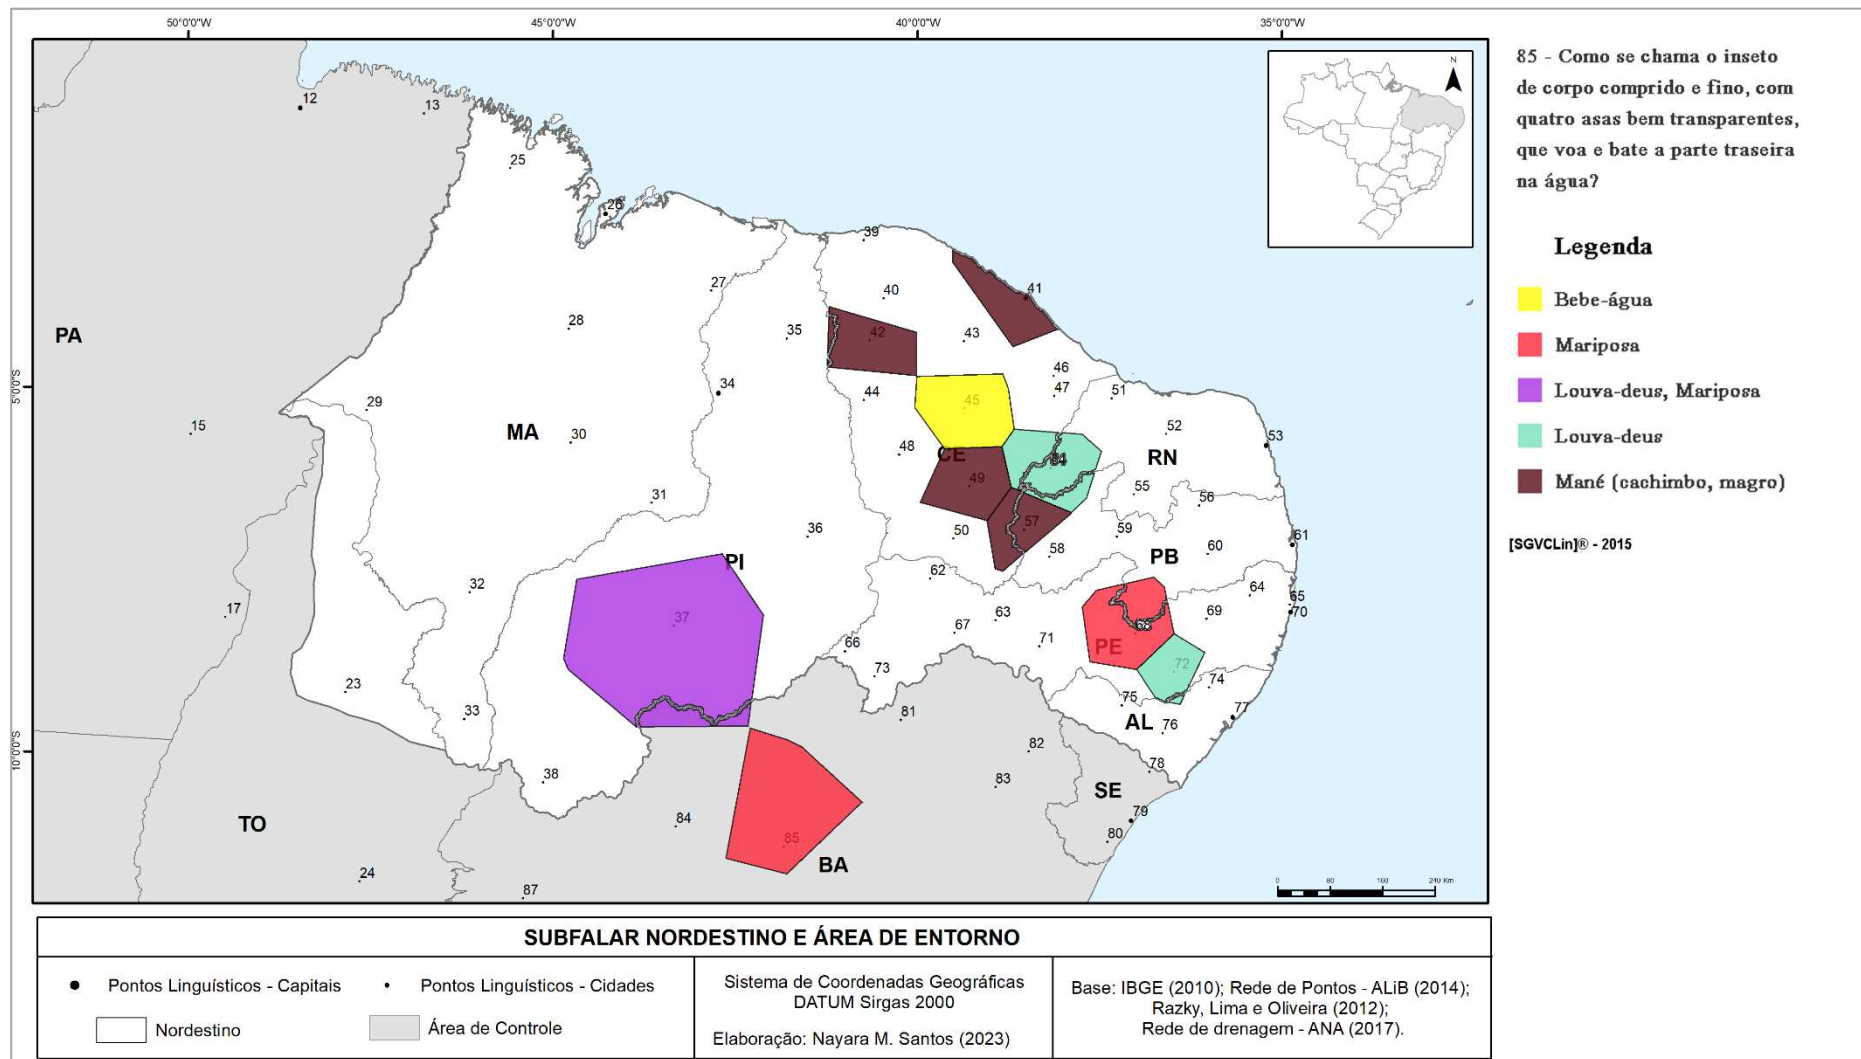 50°0'0"W
45°0'0"W
40°0'0"W
35°0'0"W
5°0'0"S
10°0'0"S
N
12
13
25
26
39
27
40
41
28
35
42
43
PA
46
34
47
51
29
44
45
15
MA
30
48
CE
52
53
RN
49
55
56
31
36
50
57
59
58
PB
60
61
PI
32
62
64
17
37
63
65
67
69
70
66
71
PE
68
72
73
74
23
33
75
77
81
AL
76
82
38
78
83
SE
TO
84
79
85
80
BA
24
87
0 80 160 240 Km
85 - Como se chama o inseto
de corpo comprido e fino, com
quatro asas bem transparentes,
que voa e bate a parte traseira
na água?
Legenda
Bebe-água
Mariposa
Louva-deus, Mariposa
Louva-deus
Mané (cachimbo, magro)
[SGVCLin]® - 2015
SUBFALAR NORDESTINO E ÁREA DE ENTORNO
Pontos Linguísticos - Capitais
Pontos Linguísticos - Cidades
Nordestino
Área de Controle
Sistema de Coordenadas Geográficas
DATUM Sirgas 2000
Elaboração: Nayara M. Santos (2023)
Base: IBGE (2010); Rede de Pontos - ALiB (2014);
Razky, Lima e Oliveira (2012);
Rede de drenagem - ANA (2017).